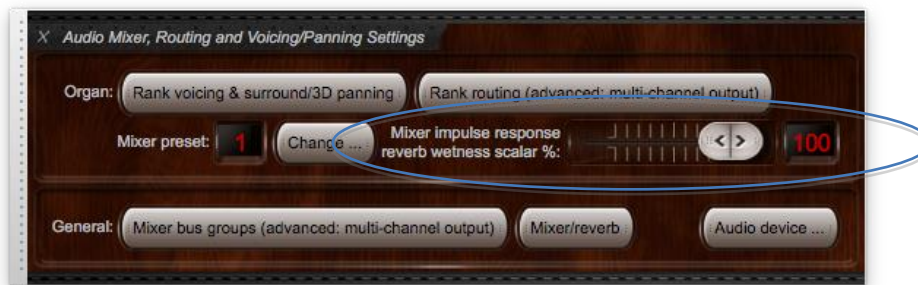 X Audio Mixer, Routing and Voicing/Panning Settings
Organ: Rank voicing & surround/3D panning Rank routing (advanced: multi-channel output)
Mixer preset: 1 Change ... Mixer impulse response
reverb wetness scalar %: < > 100
General: Mixer bus groups (advanced: multi-channel output) Mixer/reverb Audio device ...